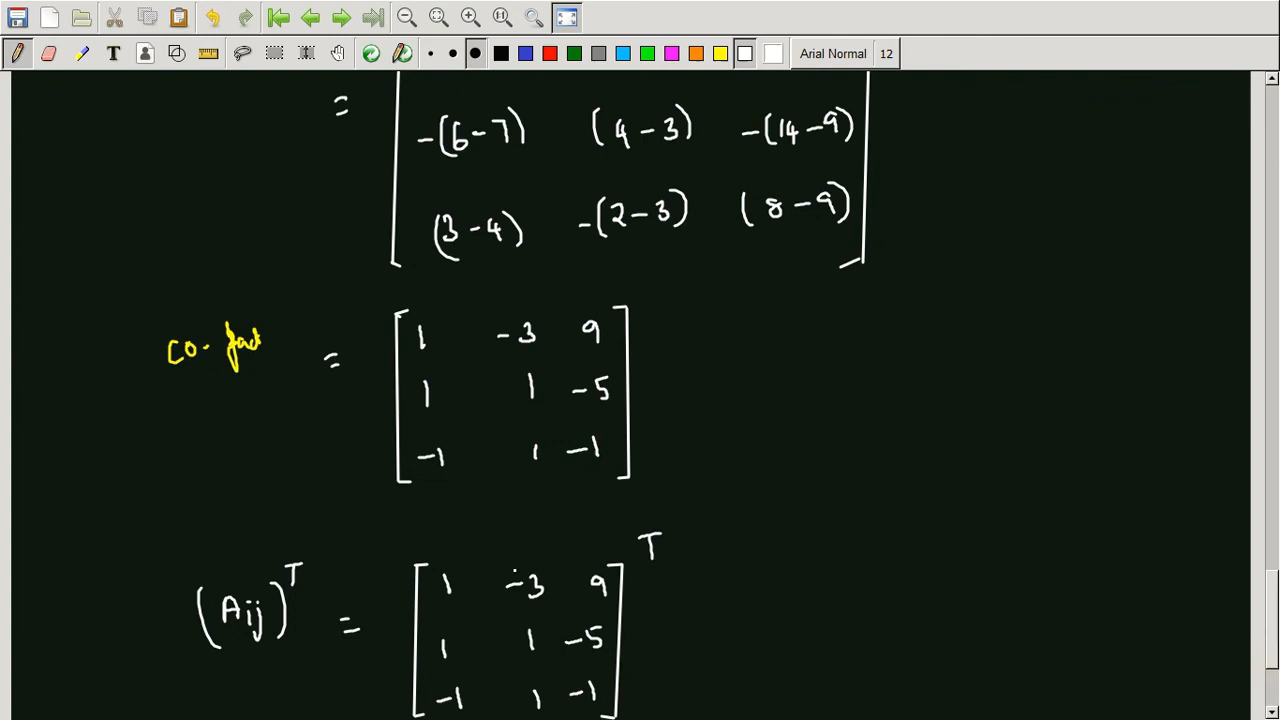 Arial Normal 12
=
-(6-7) (4-3) -(14-9)
(3-4) -(2-3) (8-9)
1 -3 9
co-fact = 1 1 -5
-1 1 -1
T
(Aij)^T = 1 -3 9
1 1 -5
-1 1 -1